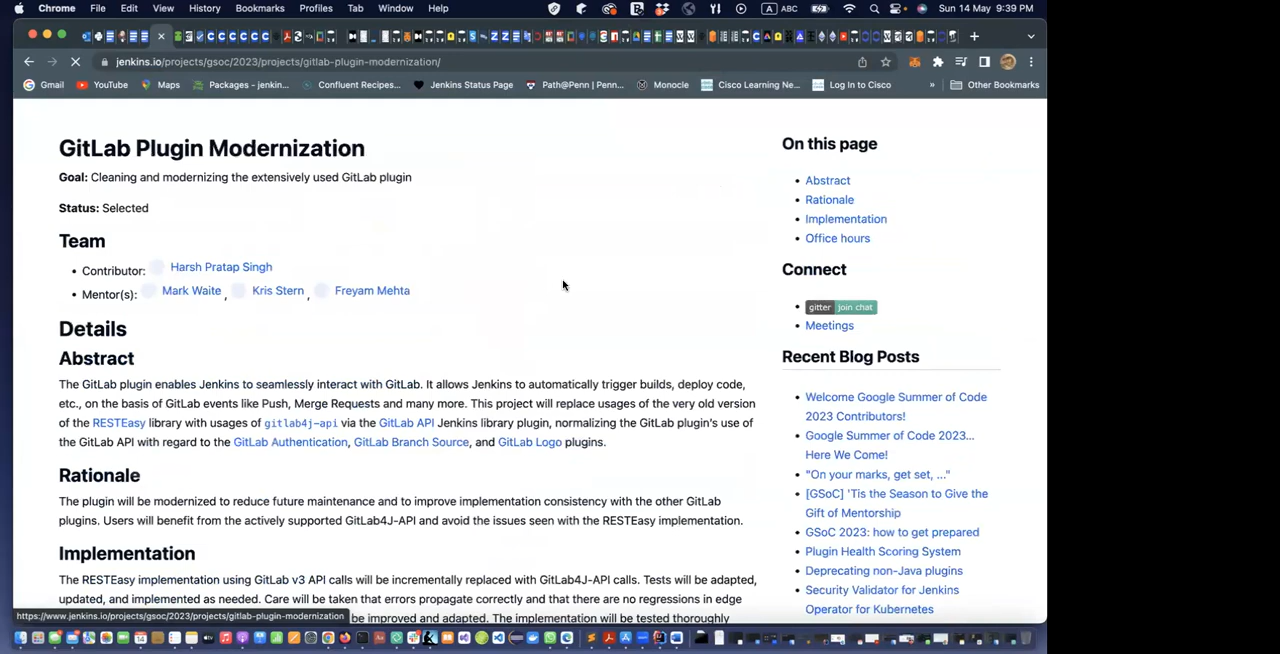 Chrome File Edit View History Bookmarks Profiles Tab Window Help
ABC Sun 14 May 9:39 PM
jenkins.io/projects/gsoc/2023/projects/gitlab-plugin-modernization/
Gmail YouTube Maps Packages - jenkin... Confluent Recipes... Jenkins Status Page Path@Penn | Penn... Monocle Cisco Learning Ne... Log In to Cisco » Other Bookmarks
GitLab Plugin Modernization
Goal: Cleaning and modernizing the extensively used GitLab plugin
Status: Selected
Team
• Contributor: Harsh Pratap Singh
• Mentor(s): Mark Waite , Kris Stern , Freyam Mehta
Details
Abstract
The GitLab plugin enables Jenkins to seamlessly interact with GitLab. It allows Jenkins to automatically trigger builds, deploy code,
etc., on the basis of GitLab events like Push, Merge Requests and many more. This project will replace usages of the very old version
of the RESTEasy library with usages of gitlab4j-api via the GitLab API Jenkins library plugin, normalizing the GitLab plugin's use of
the GitLab API with regard to the GitLab Authentication, GitLab Branch Source, and GitLab Logo plugins.
Rationale
The plugin will be modernized to reduce future maintenance and to improve implementation consistency with the other GitLab
plugins. Users will benefit from the actively supported GitLab4J-API and avoid the issues seen with the RESTEasy implementation.
Implementation
The RESTEasy implementation using GitLab v3 API calls will be incrementally replaced with GitLab4J-API calls. Tests will be adapted,
updated, and implemented as needed. Care will be taken that errors propagate correctly and that there are no regressions in edge
be improved and adapted. The implementation will be tested thoroughly
https://www.jenkins.io/projects/gsoc/2023/projects/gitlab-plugin-modernization
On this page
• Abstract
• Rationale
• Implementation
• Office hours
Connect
• gitter join chat
• Meetings
Recent Blog Posts
• Welcome Google Summer of Code
2023 Contributors!
• Google Summer of Code 2023...
Here We Come!
• "On your marks, get set, ..."
• [GSoC] 'Tis the Season to Give the
Gift of Mentorship
• GSoC 2023: how to get prepared
• Plugin Health Scoring System
• Deprecating non-Java plugins
• Security Validator for Jenkins
Operator for Kubernetes